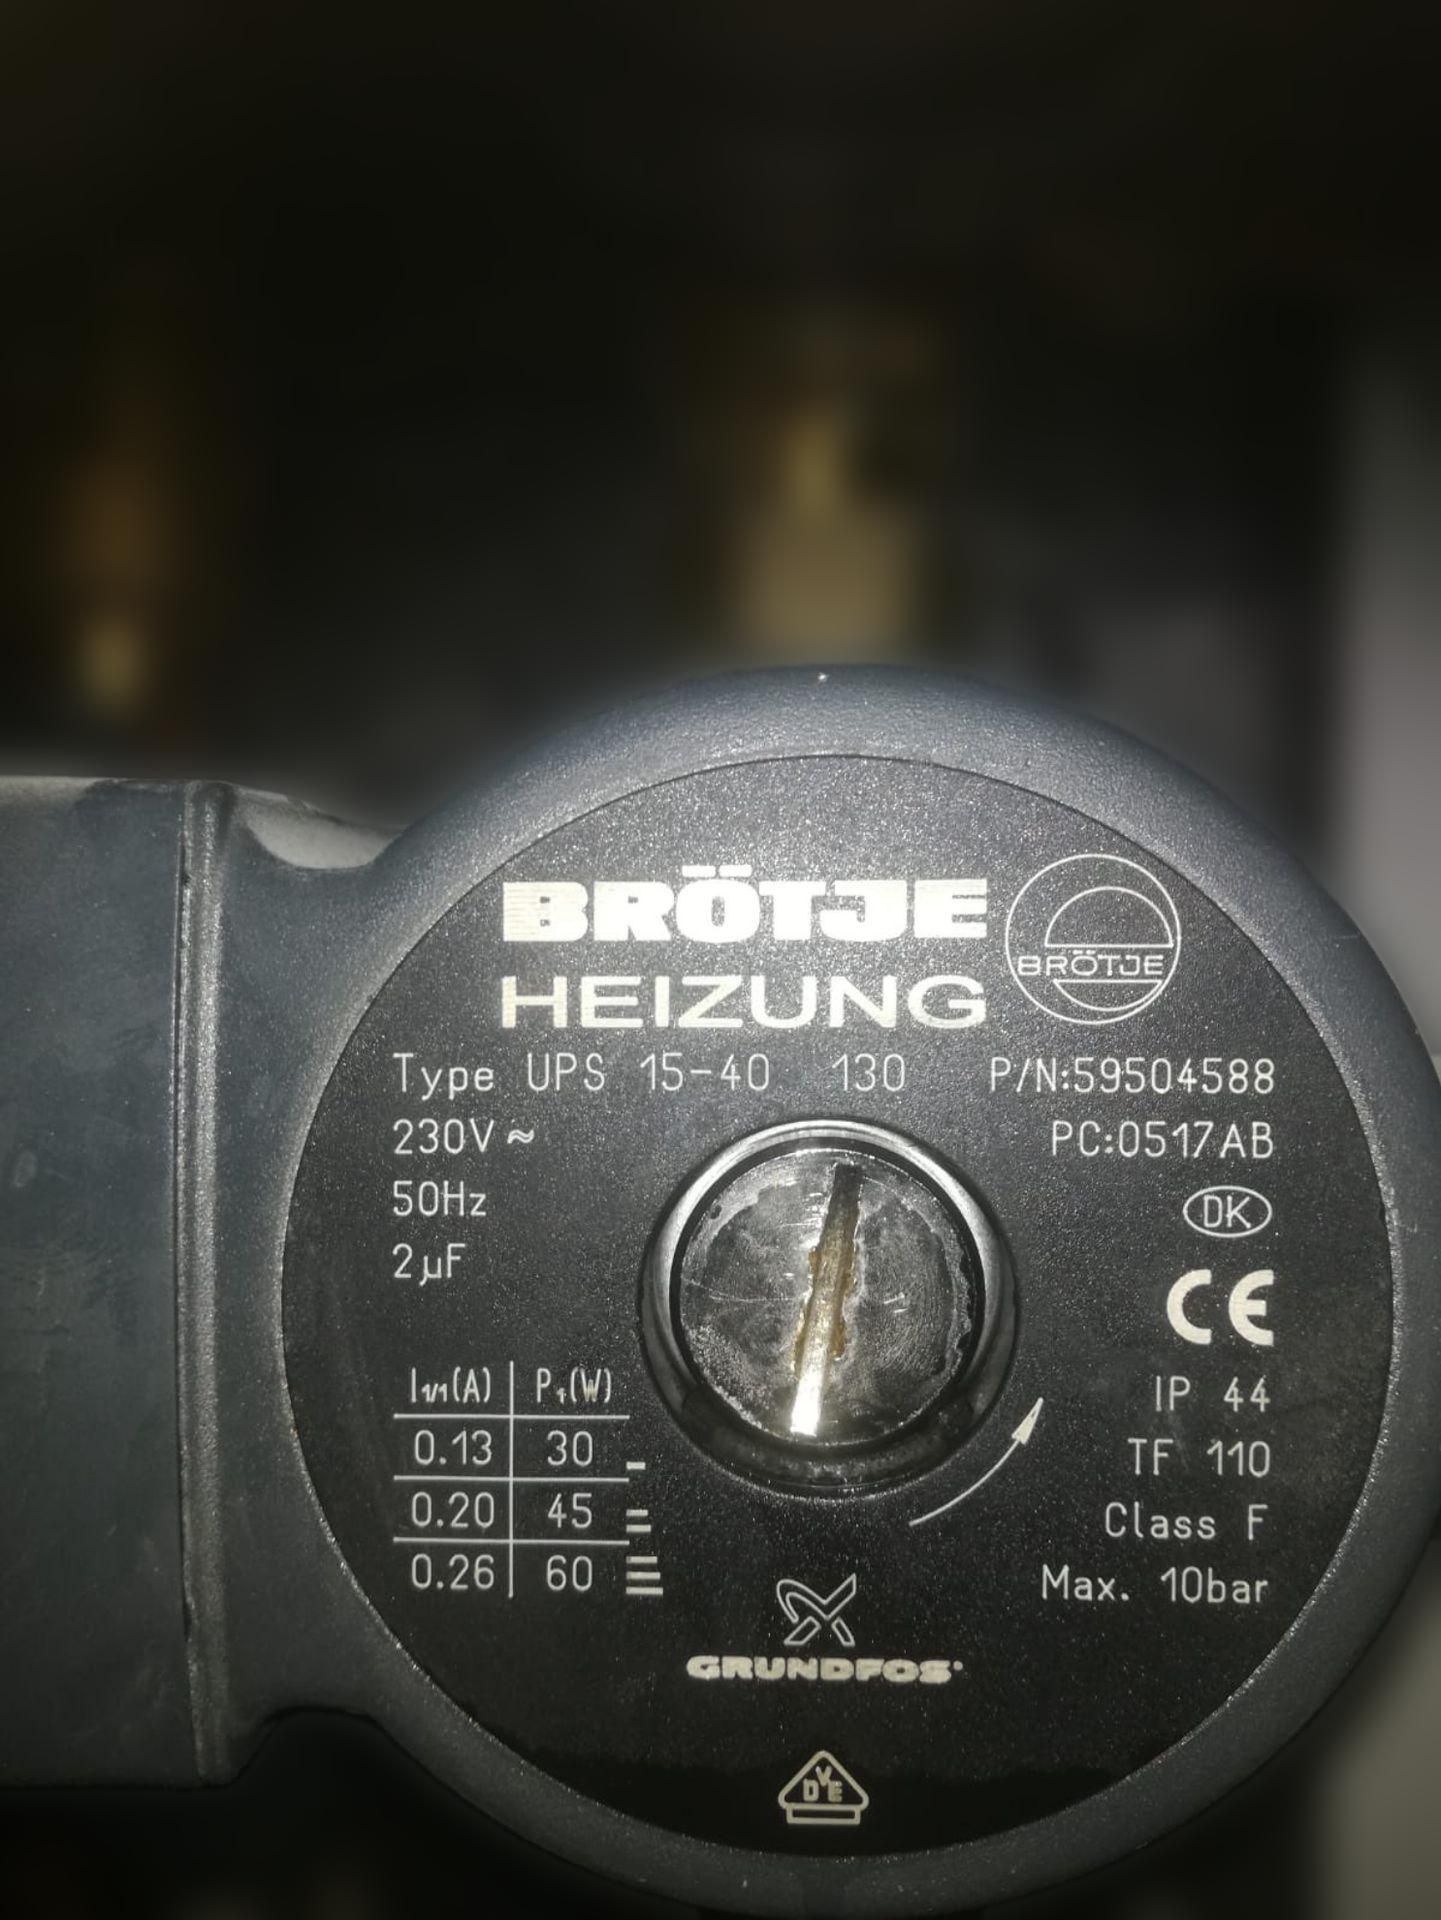 BRÖTJE
HEIZUNG
BRÖTJE
Type UPS 15-40 130 P/N:59504588
230V ≈ PC:0517AB
50Hz DK
2µF CE
I1/1(A) P1(W) IP 44
0.13 30 TF 110
0.20 45 Class F
0.26 60 Max. 10bar
GRUNDFOS
DVE